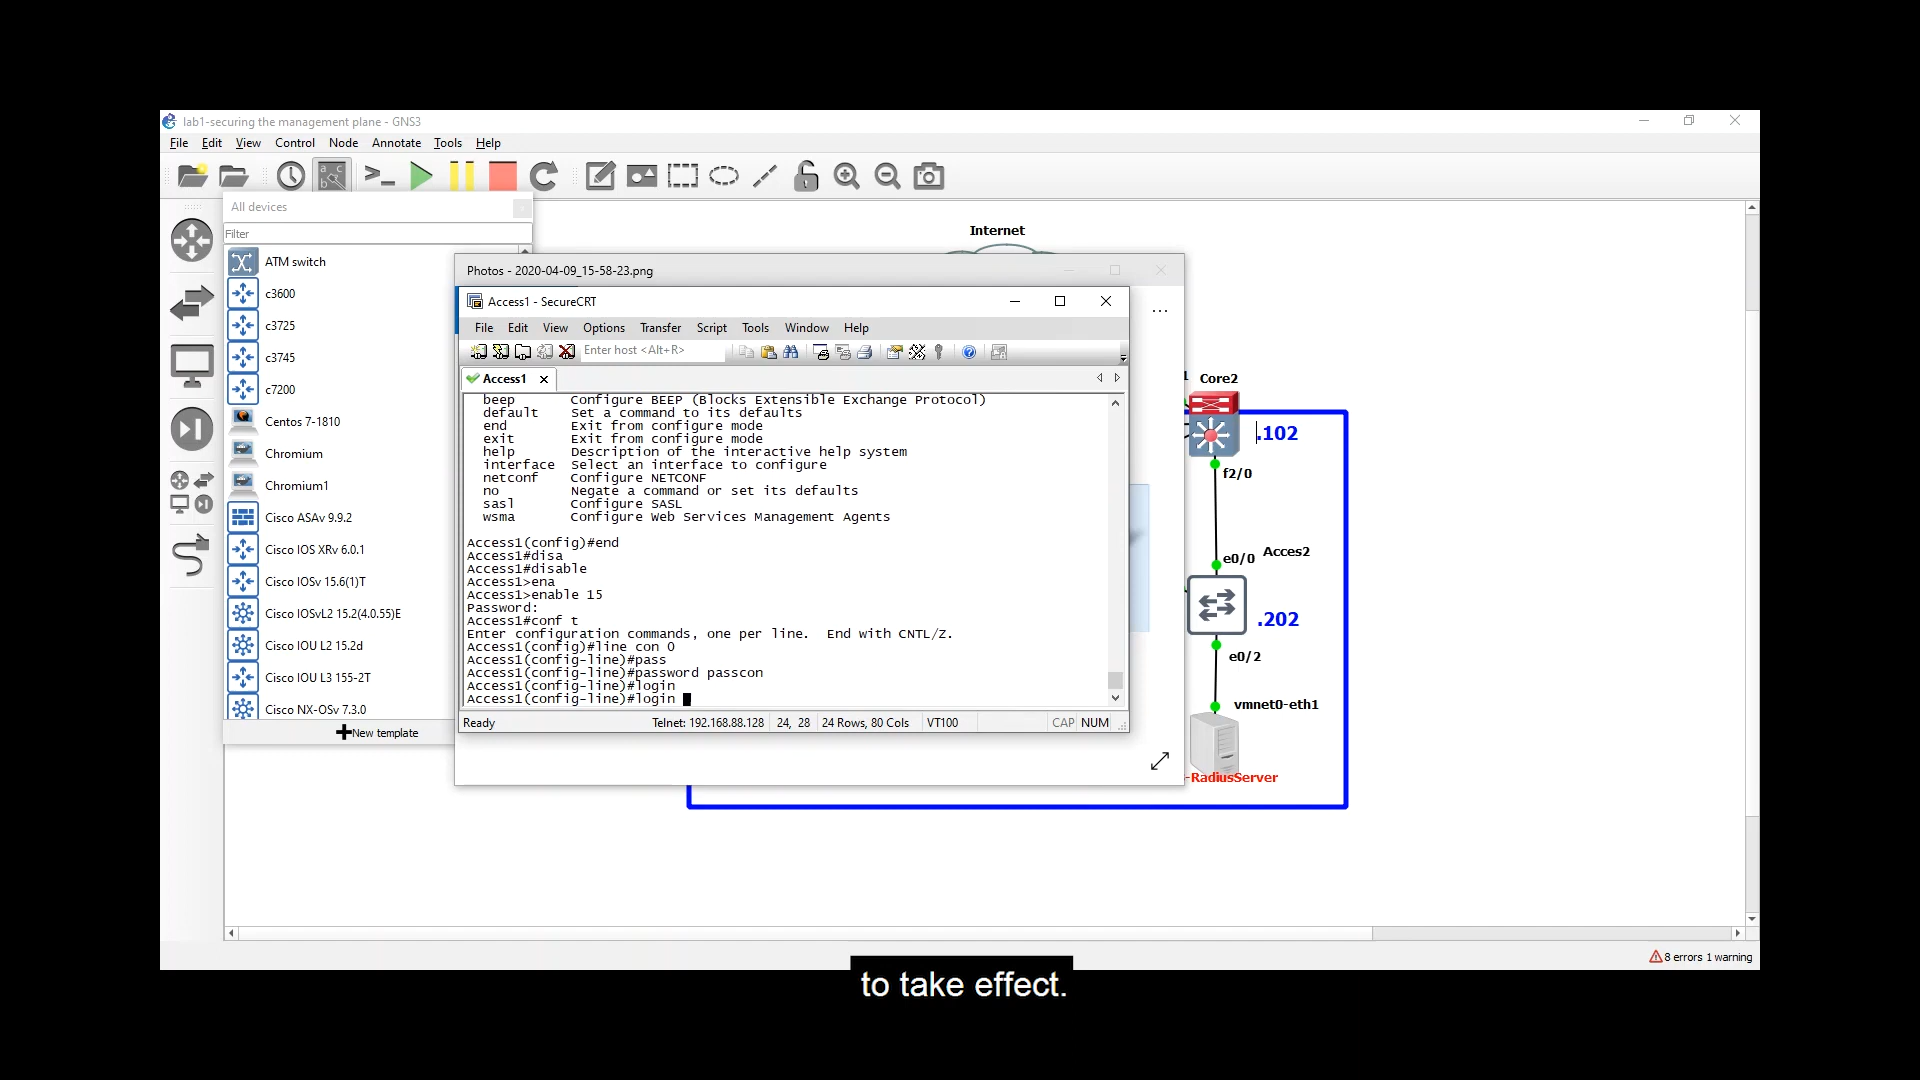 lab1-securing the management plane - GNS3
File Edit View Control Node Annotate Tools Help
All devices
Filter
ATM switch
c3600
c3725
c3745
c7200
Centos 7-1810
Chromium
Chromium1
Cisco ASAv 9.9.2
Cisco IOS XRv 6.0.1
Cisco IOSv 15.6(1)T
Cisco IOSvL2 15.2(4.0.55)E
Cisco IOU L2 15.2d
Cisco IOU L3 155-2T
Cisco NX-OSv 7.3.0
New template
Internet
Photos - 2020-04-09_15-58-23.png
Access1 - SecureCRT
File Edit View Options Transfer Script Tools Window Help
Enter host <Alt+R>
Access1
beep Configure BEEP (Blocks Extensible Exchange Protocol)
default Set a command to its defaults
end Exit from configure mode
exit Exit from configure mode
help Description of the interactive help system
interface Select an interface to configure
netconf Configure NETCONF
no Negate a command or set its defaults
sasl Configure SASL
wsma Configure Web Services Management Agents
Access1(config)#end
Access1#disa
Access1#disable
Access1>ena
Access1>enable 15
Password:
Access1#conf t
Enter configuration commands, one per line. End with CNTL/Z.
Access1(config)#line con 0
Access1(config-line)#pass
Access1(config-line)#password passcon
Access1(config-line)#login
Access1(config-line)#login
Ready Telnet: 192.168.88.128 24, 28 24 Rows, 80 Cols VT100 CAP NUM
1 Core2
.102
f2/0
e0/0 Acces2
.202
e0/2
vmnet0-eth1
-RadiusServer
8 errors 1 warning
to take effect.